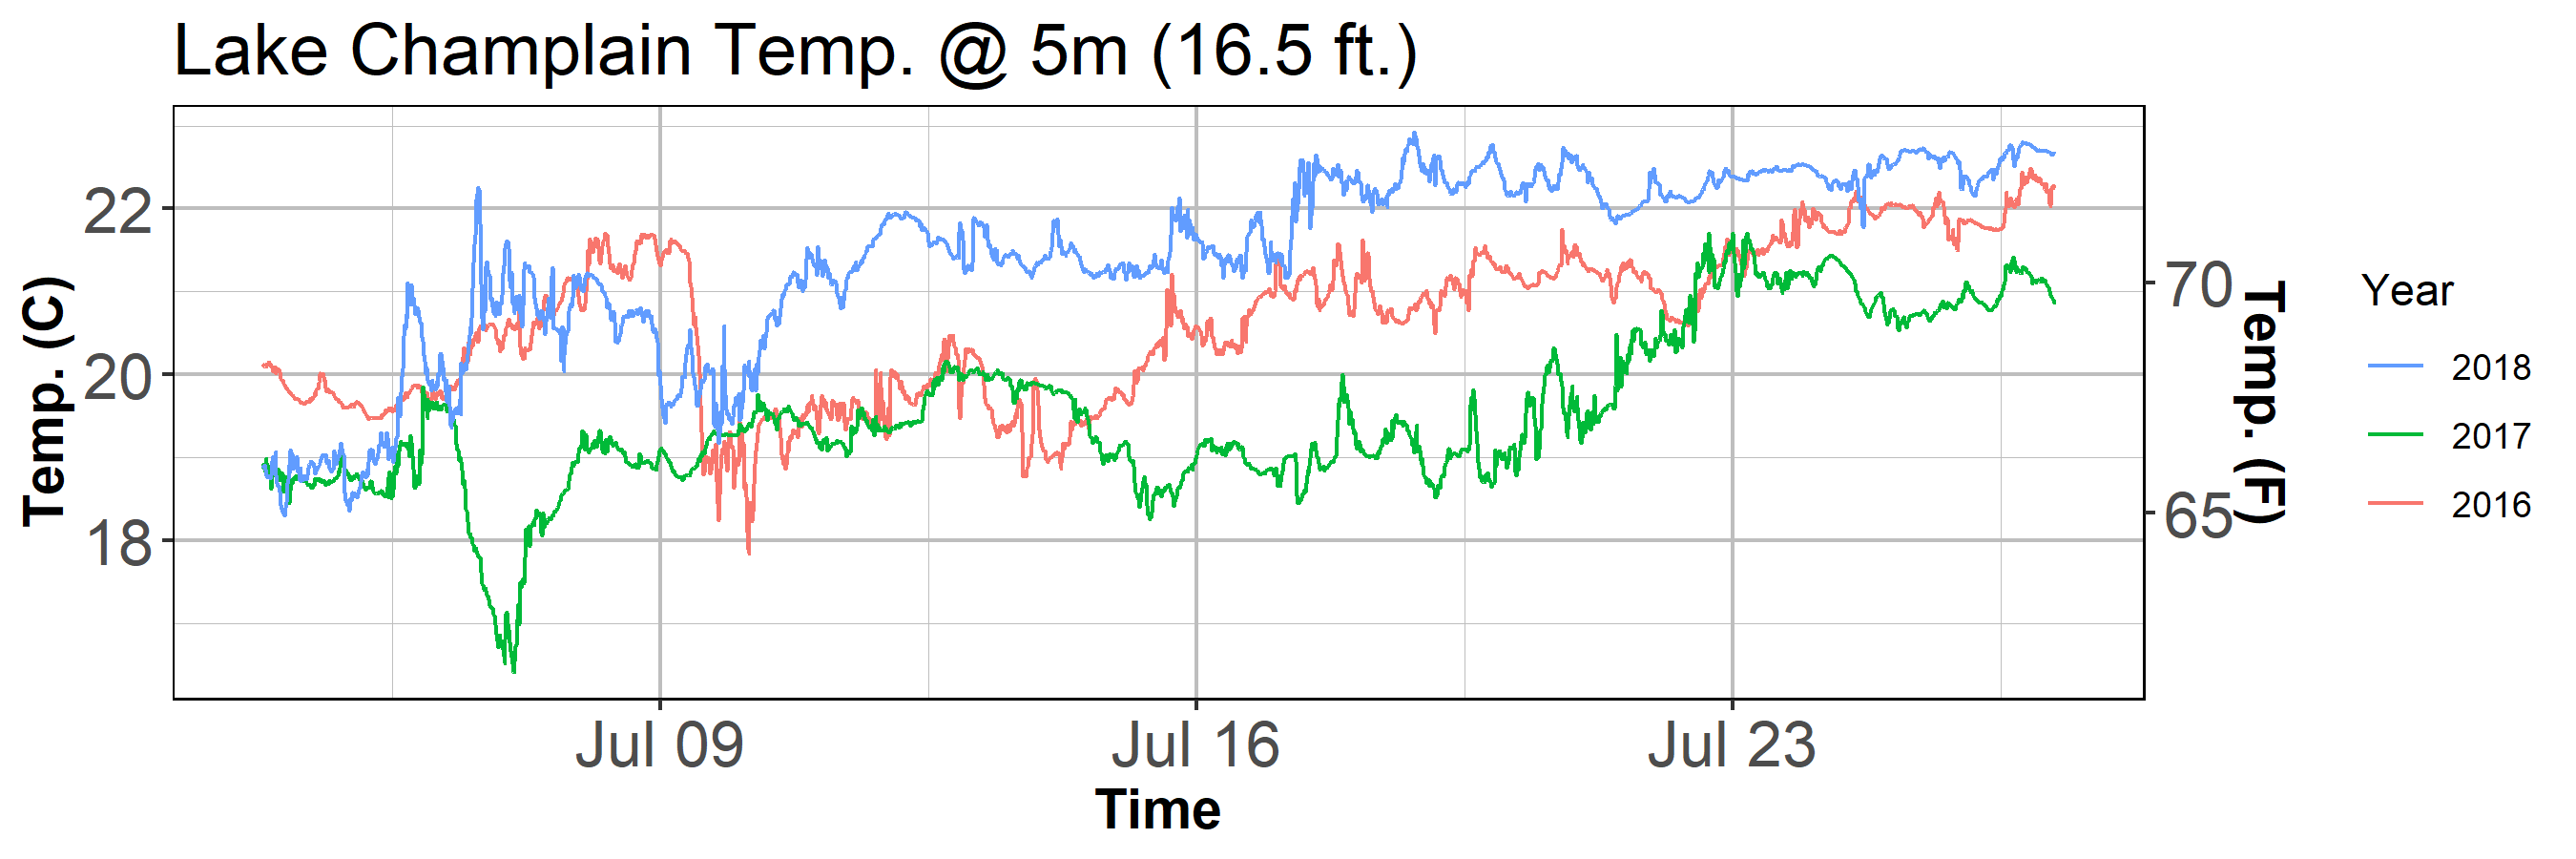 Lake Champlain Temp. @ 5m (16.5 ft.)
Temp. (C)
22
20
18
70
65
Temp. (F)
Jul 09
Jul 16
Jul 23
Time
Year
2018
2017
2016